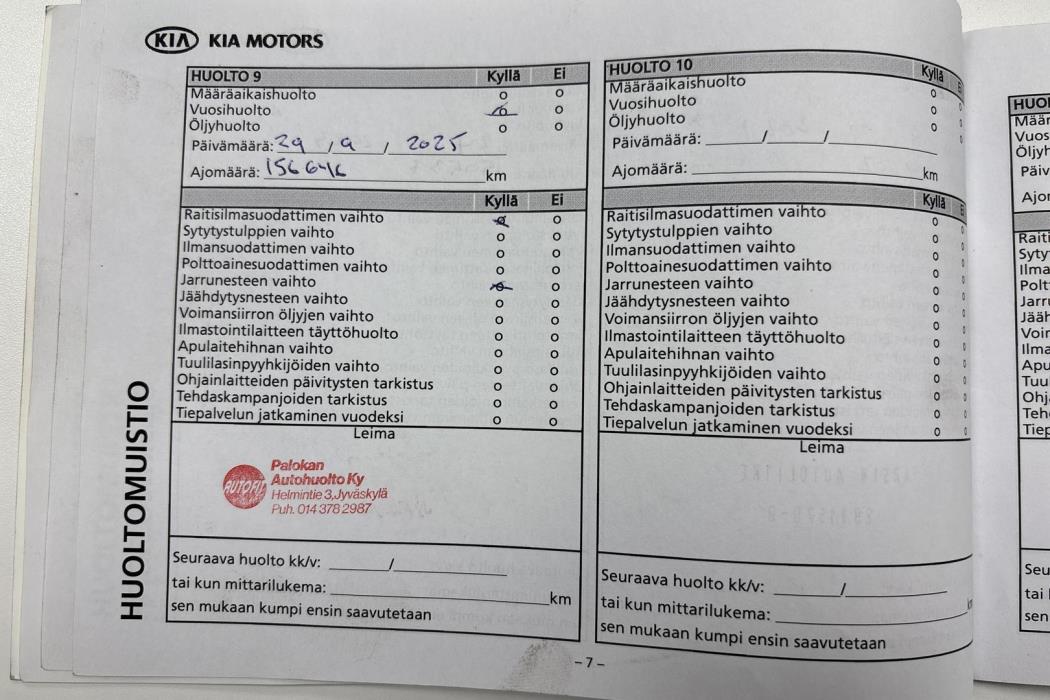 KIA KIA MOTORS
HUOLTO 9 Kyllä Ei
Määräaikaishuolto o o
Vuosihuolto o o
Öljyhuolto o o
Päivämäärä: 29 / 9 / 2025
Ajomäärä: 156646 km
Kyllä Ei
Raitisilmasuodattimen vaihto o o
Sytytystulppien vaihto o o
Ilmansuodattimen vaihto o o
Polttoainesuodattimen vaihto o o
Jarrunesteen vaihto o o
Jäähdytysnesteen vaihto o o
Voimansiirron öljyjen vaihto o o
Ilmastointilaitteen täyttöhuolto o o
Apulaitehihnan vaihto o o
Tuulilasinpyyhkijöiden vaihto o o
Ohjainlaitteiden päivitysten tarkistus o o
Tehdaskampanjoiden tarkistus o o
Tiepalvelun jatkaminen vuodeksi o o
Leima
AUTOFIT
Palokan
Autohuolto Ky
Helmintie 3, Jyväskylä
Puh. 014 378 2987
Seuraava huolto kk/v: /
tai kun mittarilukema: km
sen mukaan kumpi ensin saavutetaan
HUOLTO 10 Kyllä
Määräaikaishuolto o o
Vuosihuolto o o
Öljyhuolto o o
Päivämäärä: / /
Ajomäärä: km
Kyllä
Raitisilmasuodattimen vaihto o o
Sytytystulppien vaihto o o
Ilmansuodattimen vaihto o o
Polttoainesuodattimen vaihto o o
Jarrunesteen vaihto o o
Jäähdytysnesteen vaihto o o
Voimansiirron öljyjen vaihto o o
Ilmastointilaitteen täyttöhuolto o o
Apulaitehihnan vaihto o o
Tuulilasinpyyhkijöiden vaihto o o
Ohjainlaitteiden päivitysten tarkistus o o
Tehdaskampanjoiden tarkistus o o
Tiepalvelun jatkaminen vuodeksi o o
Leima
Seuraava huolto kk/v: /
tai kun mittarilukema:
sen mukaan kumpi ensin saavutetaan
HUOLTOMUISTIO
-7-